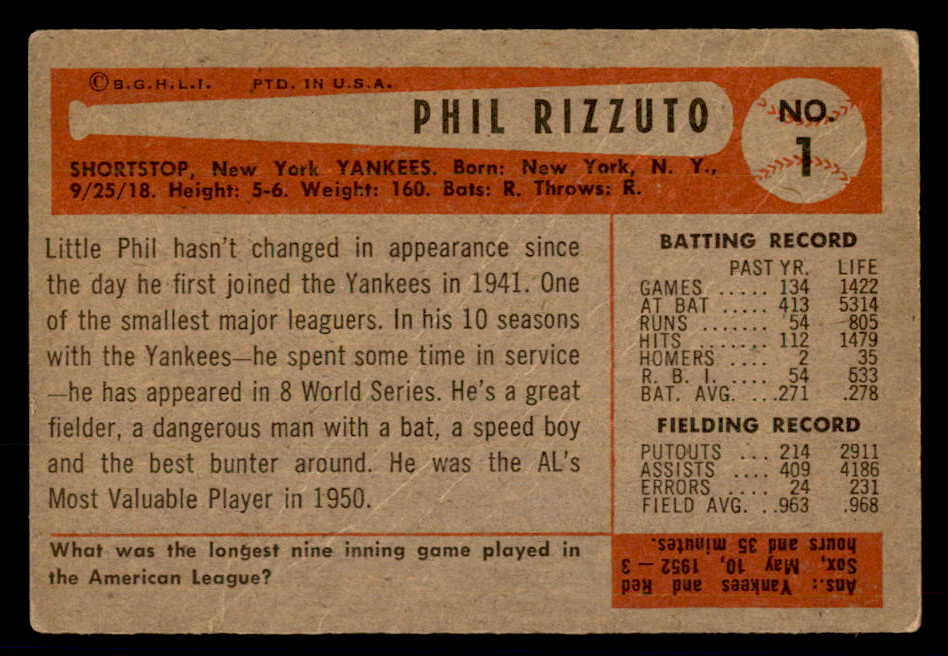 © B.G.H.L.I. PTD. IN U.S.A.
PHIL RIZZUTO
NO.
1
SHORTSTOP, New York YANKEES. Born: New York, N. Y.,
9/25/18. Height: 5-6. Weight: 160. Bats: R. Throws: R.
Little Phil hasn't changed in appearance since
the day he first joined the Yankees in 1941. One
of the smallest major leaguers. In his 10 seasons
with the Yankees—he spent some time in service
—he has appeared in 8 World Series. He's a great
fielder, a dangerous man with a bat, a speed boy
and the best bunter around. He was the AL's
Most Valuable Player in 1950.
What was the longest nine inning game played in
the American League?
BATTING RECORD
PAST YR. LIFE
GAMES ..... 134 1422
AT BAT ..... 413 5314
RUNS ....... 54 805
HITS ....... 112 1479
HOMERS .... 2 35
R. B. I. .... 54 533
BAT. AVG. ...271 .278
FIELDING RECORD
PUTOUTS ... 214 2911
ASSISTS .... 409 4186
ERRORS .... 24 231
FIELD AVG. ..963 .968
Ans.: Yankees and Red
Sox, May 10, 1952 — 3
hours and 35 minutes.